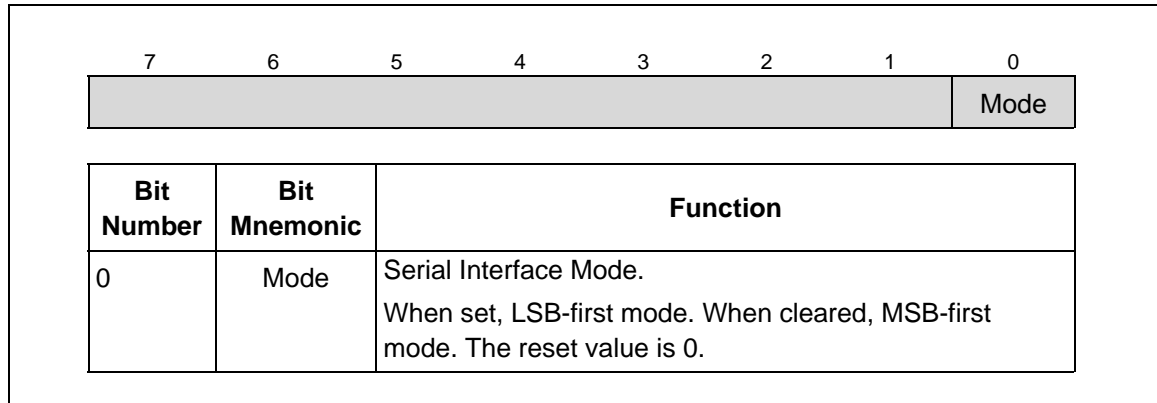 7 6 5 4 3 2 1 0
Mode
Bit Number Bit Mnemonic Function
0 Mode Serial Interface Mode.
When set, LSB-first mode. When cleared, MSB-first
mode. The reset value is 0.